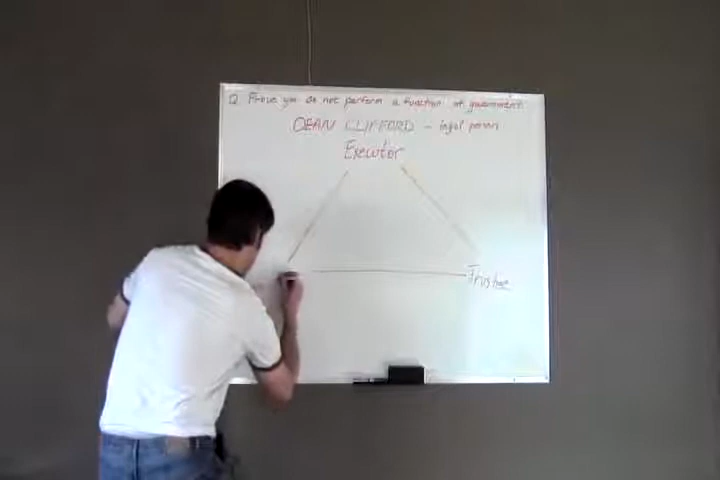 Q Prove you do not perform a function of government.
DEAN CLIFFORD - legal person
Executor
Trustee